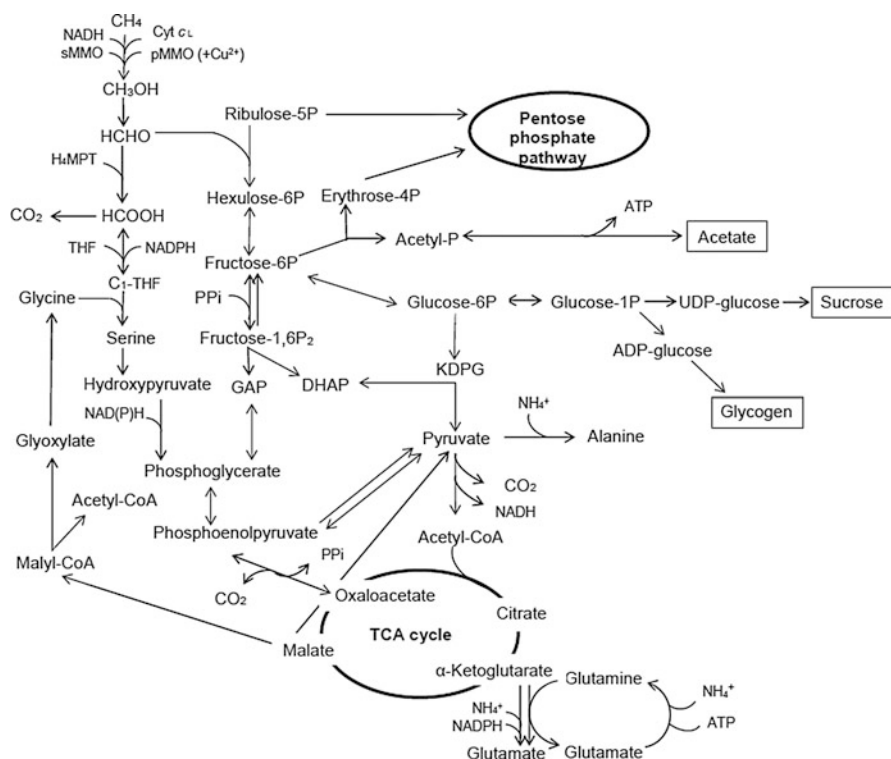 CH₄
NADH
Cyt c L
sMMO
pMMO (+Cu²⁺)
CH₃OH
HCHO
Ribulose-5P
Pentose
phosphate
pathway
H₄MPT
Hexulose-6P
Erythrose-4P
CO₂
HCOOH
ATP
Acetyl-P
Acetate
THF
NADPH
Fructose-6P
C₁-THF
Glycine
PPi
Glucose-6P
Glucose-1P
UDP-glucose
Sucrose
Serine
Fructose-1,6P₂
ADP-glucose
KDPG
Hydroxypyruvate
GAP
DHAP
NH₄⁺
Glycogen
NAD(P)H
Glyoxylate
Pyruvate
Alanine
Phosphoglycerate
CO₂
Acetyl-CoA
NADH
Phosphoenolpyruvate
Acetyl-CoA
PPi
Malyl-CoA
CO₂
Oxaloacetate
Citrate
TCA cycle
Malate
α-Ketoglutarate
Glutamine
NH₄⁺
NH₄⁺
NADPH
ATP
Glutamate
Glutamate